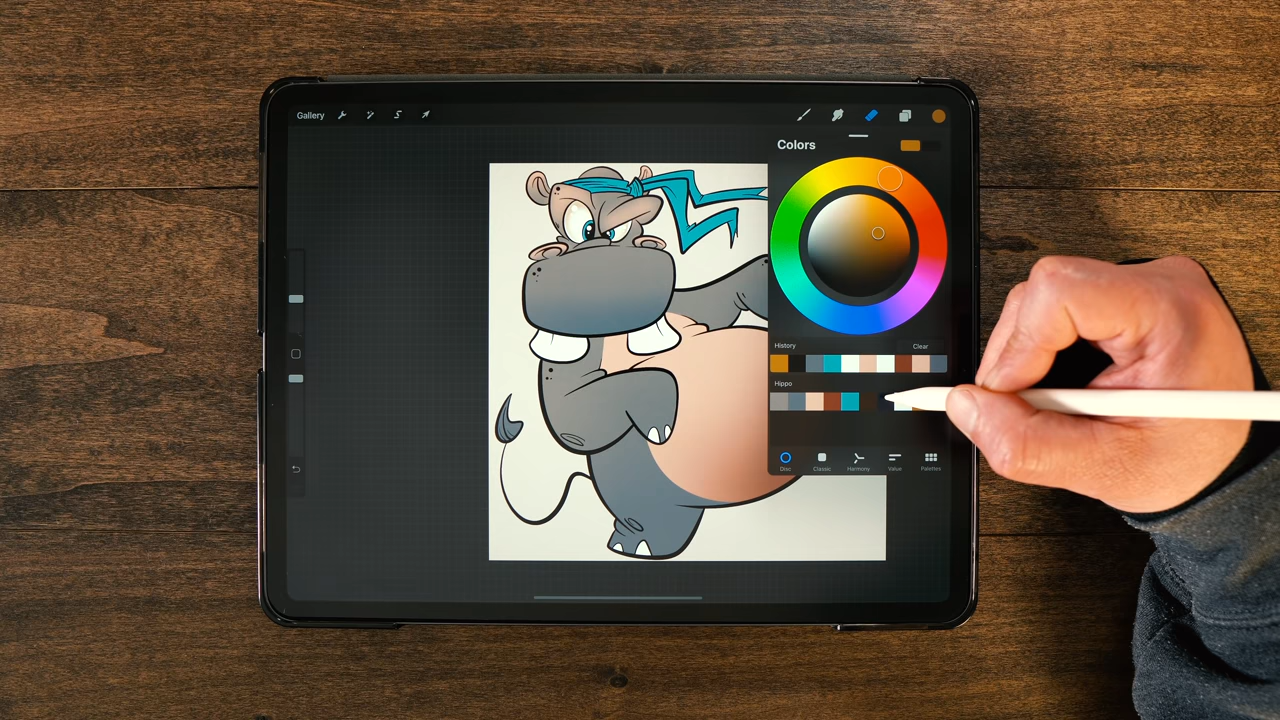 Gallery
Colors
History Clear
Hippo
Disc Classic Harmony Value Palettes